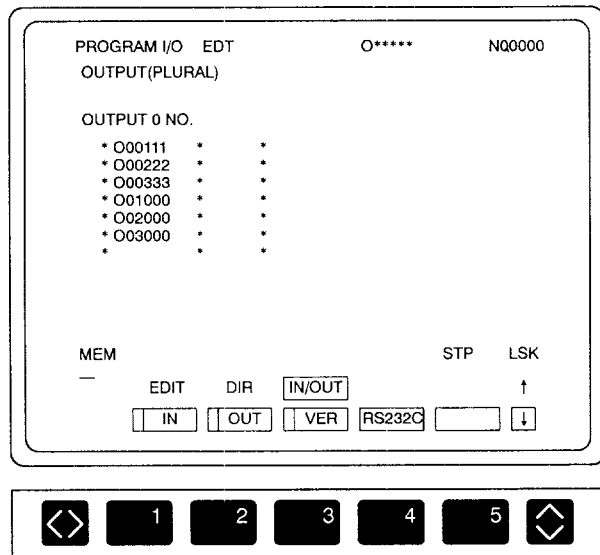 PROGRAM I/O EDT O***** N00000
OUTPUT(PLURAL)
OUTPUT 0 NO.
* O00111 * *
* O00222 * *
* O00333 * *
* O01000 * *
* O02000 * *
* O03000 * *
* * *
MEM STP LSK
_ EDIT DIR IN/OUT ↑
IN OUT VER RS232C ↓
<> 1 2 3 4 5